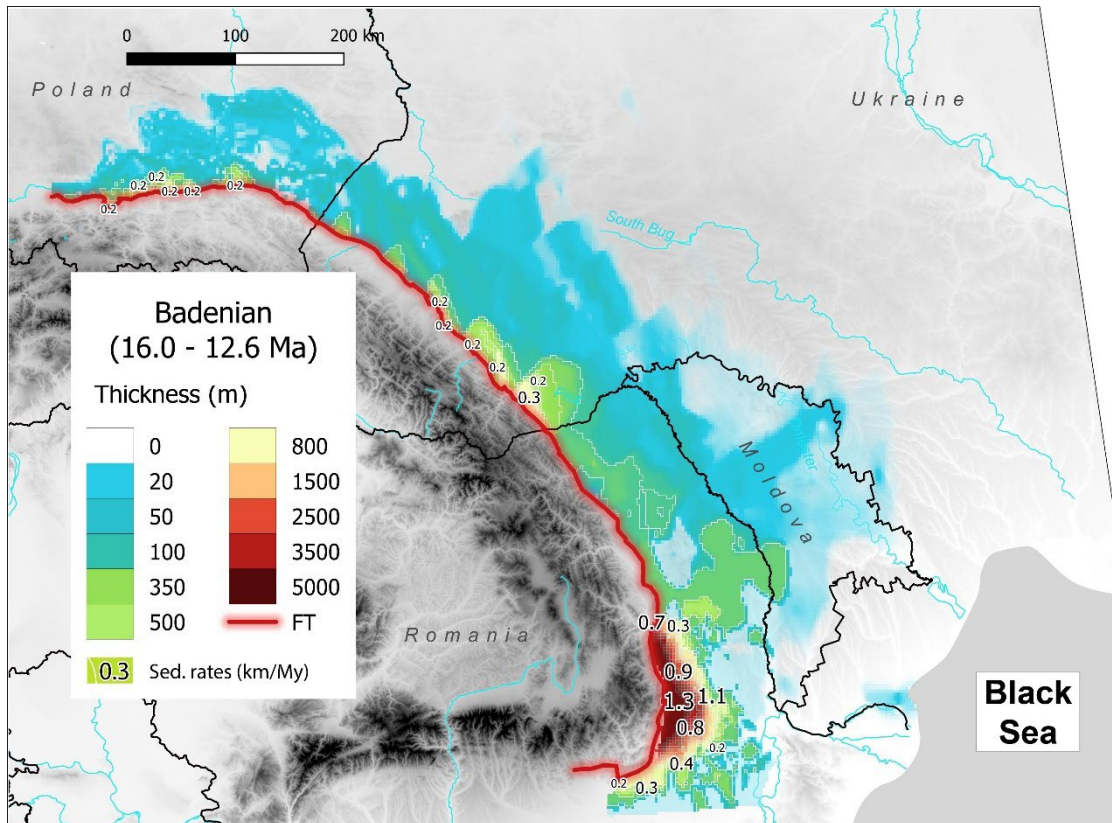 0 100 200 km
Poland
Ukraine
0.2
0.2 0.2
0.2 0.2 0.2
South Bug
Badenian
(16.0 - 12.6 Ma)
Thickness (m)
0 800
20 1500
50 2500
100 3500
350 5000
500 FT
0.3 Sed. rates (km/My)
0.2
0.2
0.2
0.2 0.2
0.3
Moldova
Romania
0.7 0.3
0.9
1.3 1.1
0.8
0.2
0.4
0.2 0.3
Black
Sea